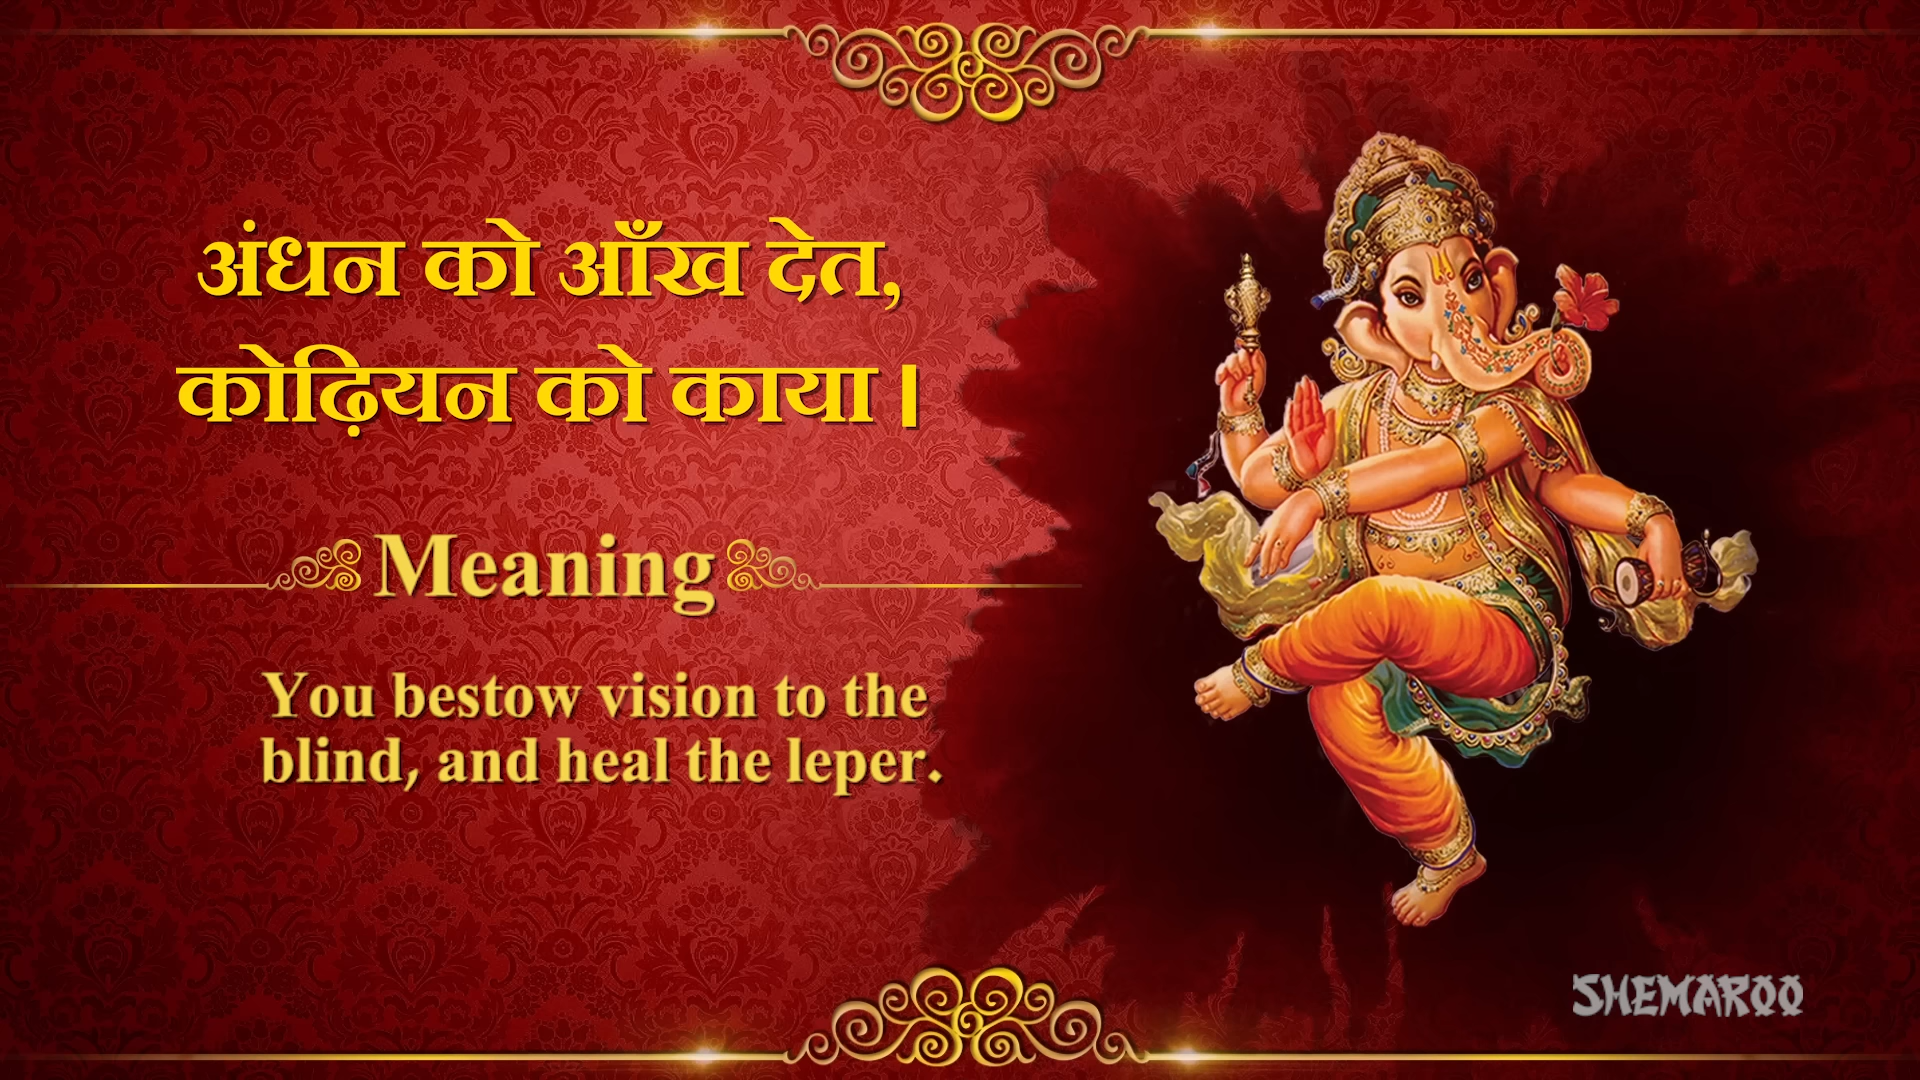 अंधन को आँख देत,
कोढ़ियन को काया।
Meaning
You bestow vision to the
blind, and heal the leper.
SHEMAROO